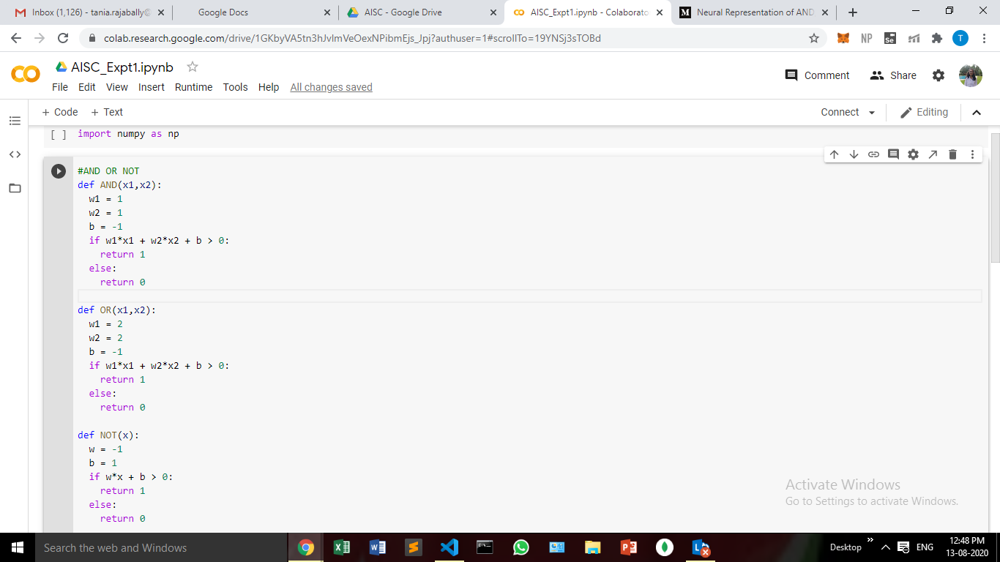 Inbox (1,126) - tania.rajabally@
Google Docs
AISC - Google Drive
AISC_Expt1.ipynb - Colaborato
Neural Representation of AND
colab.research.google.com/drive/1GKbyVA5tn3hJvlmVeOexNPibmEjs_Jpj?authuser=1#scrollTo=19YNSj3sTOBd
NP
Se
T
AISC_Expt1.ipynb
File Edit View Insert Runtime Tools Help All changes saved
Comment
Share
+ Code + Text
Connect
Editing
[ ] import numpy as np
#AND OR NOT
def AND(x1,x2):
  w1 = 1
  w2 = 1
  b = -1
  if w1*x1 + w2*x2 + b > 0:
    return 1
  else:
    return 0
def OR(x1,x2):
  w1 = 2
  w2 = 2
  b = -1
  if w1*x1 + w2*x2 + b > 0:
    return 1
  else:
    return 0
def NOT(x):
  w = -1
  b = 1
  if w*x + b > 0:
    return 1
  else:
    return 0
Activate Windows
Go to Settings to activate Windows.
Search the web and Windows
Desktop
ENG
12:48 PM
13-08-2020